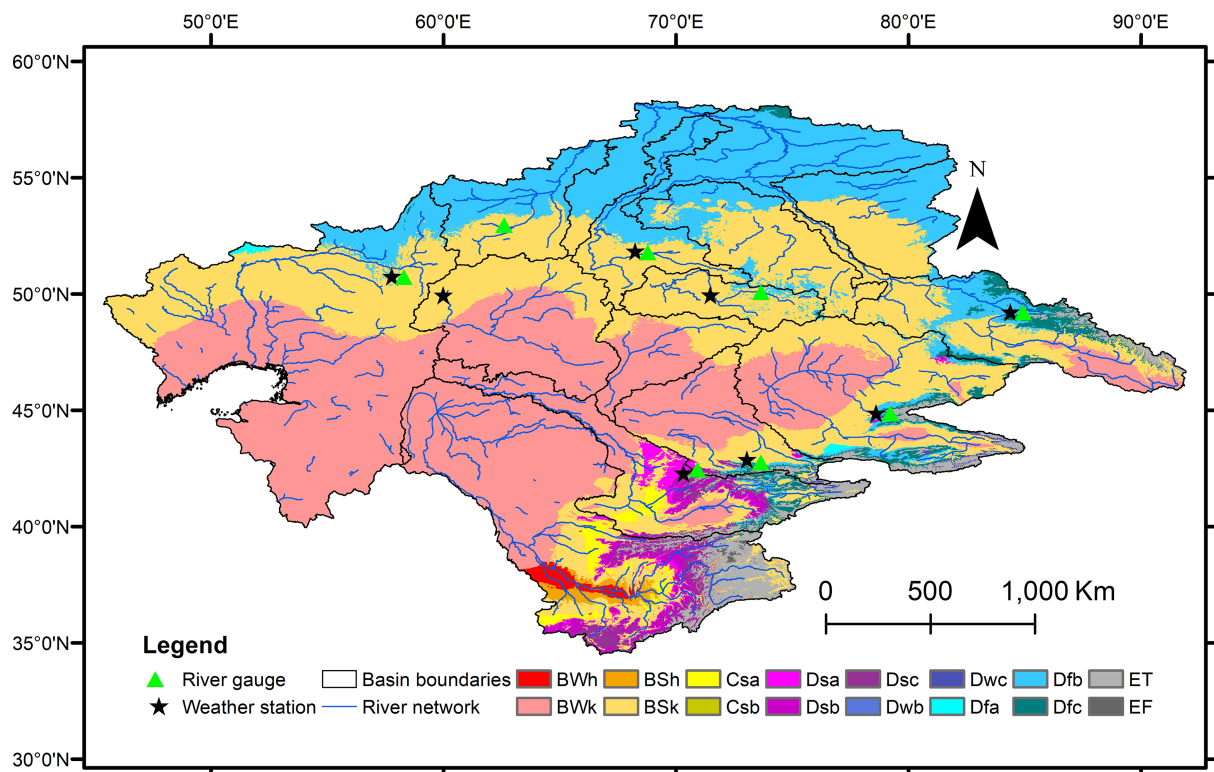 50°0'E 60°0'E 70°0'E 80°0'E 90°0'E
60°0'N
55°0'N
N
50°0'N
45°0'N
40°0'N
0 500 1,000 Km
35°0'N
Legend
River gauge Basin boundaries BWh BSh Csa Dsa Dsc Dwc Dfb ET
Weather station River network BWk BSk Csb Dsb Dwb Dfa Dfc EF
30°0'N